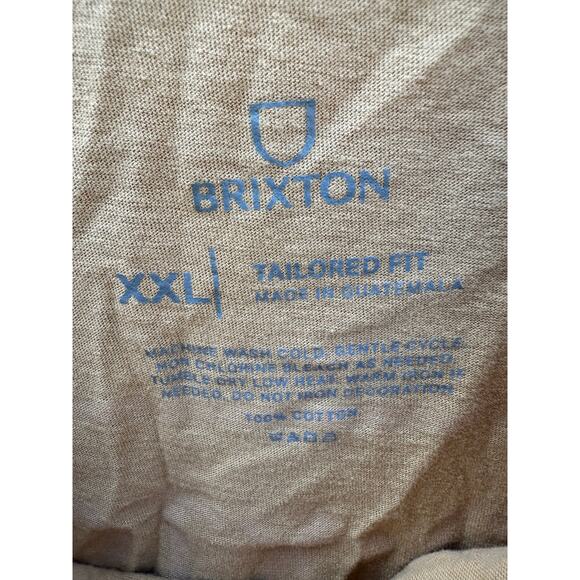 BRIXTON
XXL
TAILORED FIT
MADE IN GUATEMALA
MACHINE WASH COLD. GENTLE CYCLE.
NON CHLORINE BLEACH AS NEEDED.
TUMBLE DRY LOW HEAT. WARM IRON IF
NEEDED. DO NOT IRON DECORATION.
100% COTTON